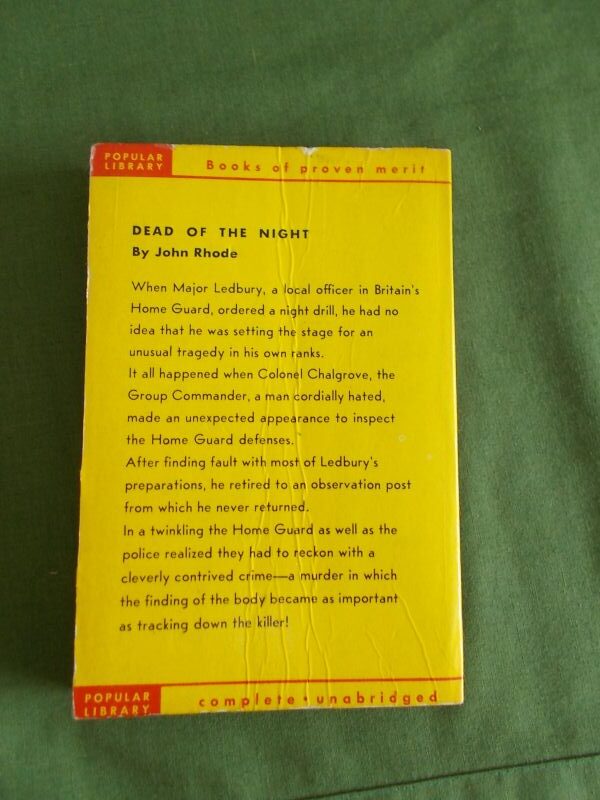 POPULAR
LIBRARY
Books of proven merit
DEAD OF THE NIGHT
By John Rhode
When Major Ledbury, a local officer in Britain's
Home Guard, ordered a night drill, he had no
idea that he was setting the stage for an
unusual tragedy in his own ranks.
It all happened when Colonel Chalgrove, the
Group Commander, a man cordially hated,
made an unexpected appearance to inspect
the Home Guard defenses.
After finding fault with most of Ledbury's
preparations, he retired to an observation post
from which he never returned.
In a twinkling the Home Guard as well as the
police realized they had to reckon with a
cleverly contrived crime—a murder in which
the finding of the body became as important
as tracking down the killer!
POPULAR
LIBRARY
complete • unabridged